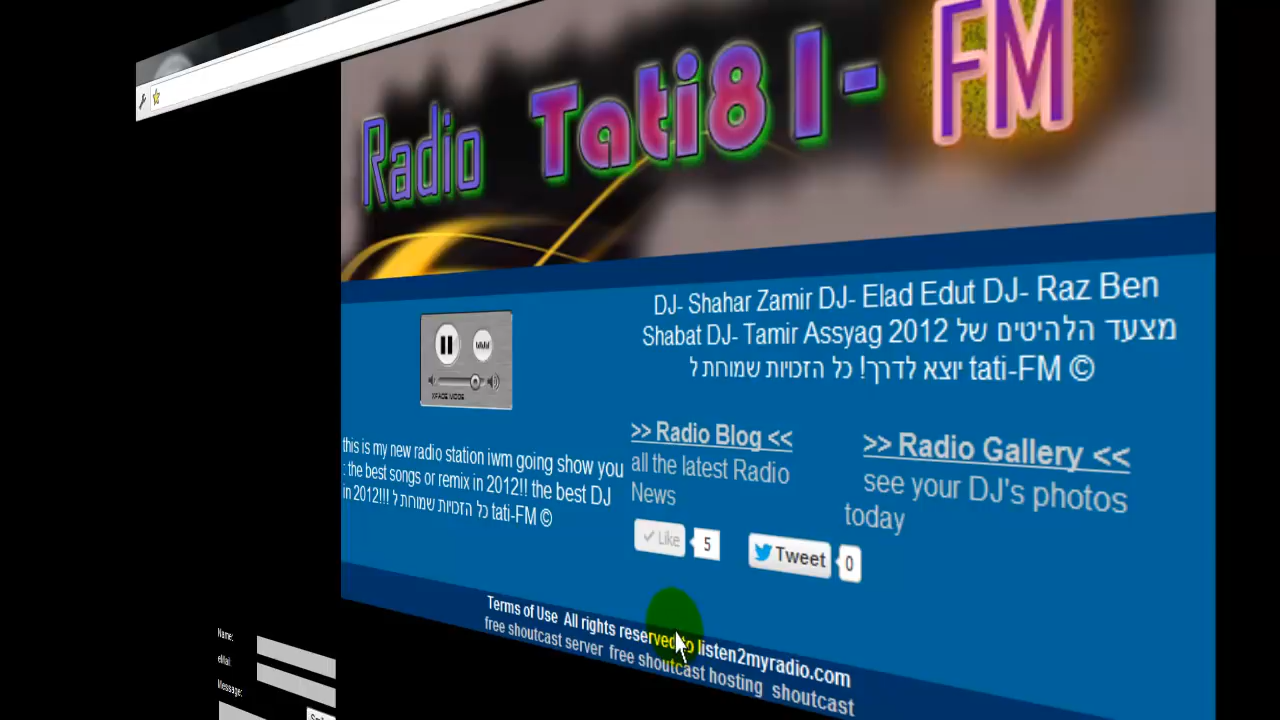 Radio Tati81- FM
DJ- Shahar Zamir DJ- Elad Edut DJ- Raz Ben
Shabat DJ- Tamir Assyag 2012 מצעד הלהיטים של
יוצא לדרך! כל הזכויות שמורות ל tati-FM ©
XFADE MODE
this is my new radio station iwm going show you
: the best songs or remix in 2012!! the best DJ
in 2012!!! כל הזכויות שמורות ל tati-FM ©
>> Radio Blog <<
all the latest Radio
News
>> Radio Gallery <<
see your DJ's photos
today
Like 5
Tweet 0
Terms of Use All rights reserved to listen2myradio.com
free shoutcast server free shoutcast hosting shoutcast
Name:
eMail:
Message: